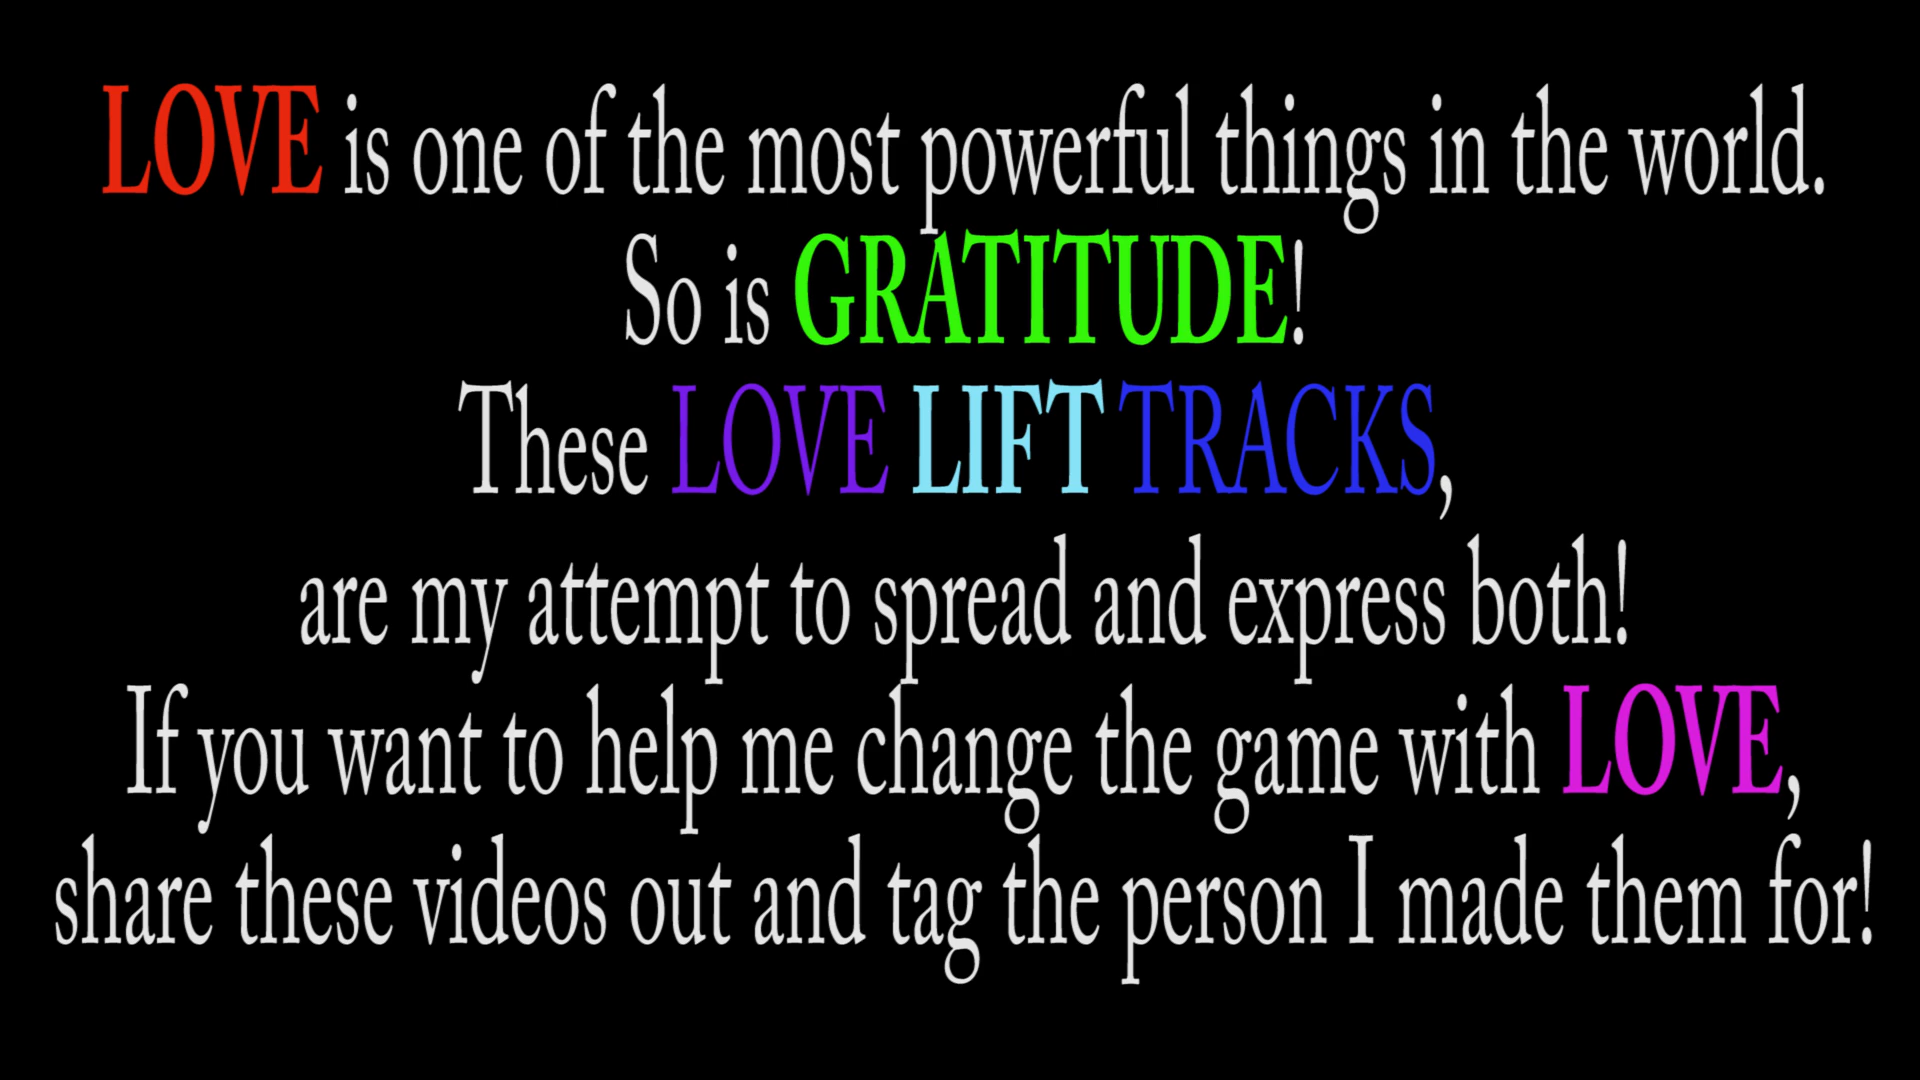 LOVE is one of the most powerful things in the world.
So is GRATITUDE!
These LOVE LIFT TRACKS,
are my attempt to spread and express both!
If you want to help me change the game with LOVE,
share these videos out and tag the person I made them for!